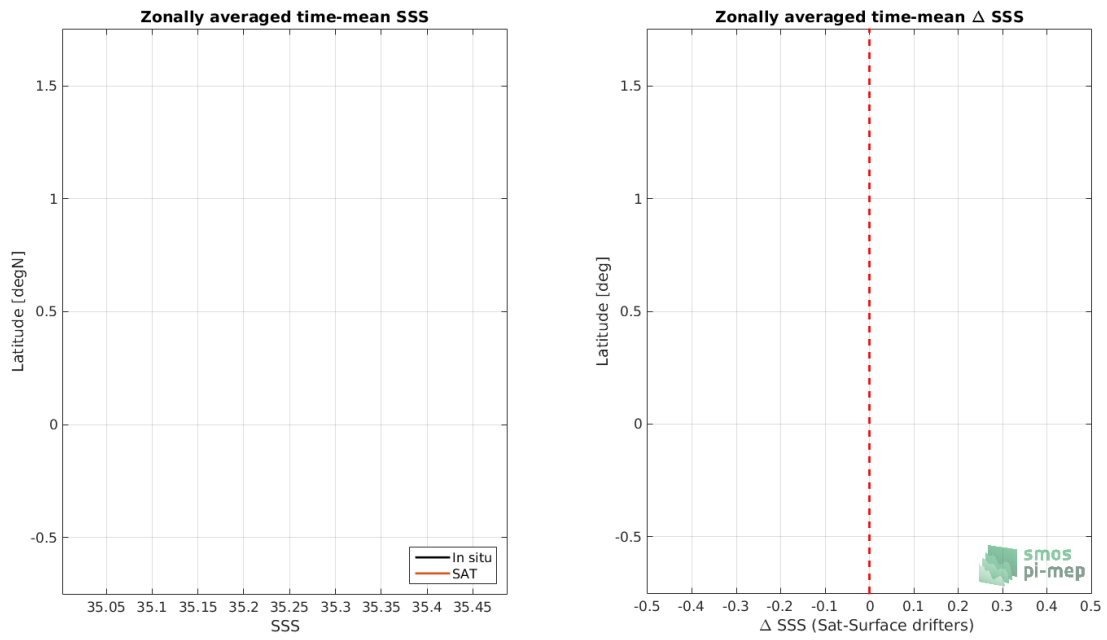 Zonally averaged time-mean SSS
1.5
1
0.5
0
-0.5
Latitude [degN]
In situ
SAT
35.05 35.1 35.15 35.2 35.25 35.3 35.35 35.4 35.45
SSS
Zonally averaged time-mean Δ SSS
1.5
1
0.5
0
-0.5
Latitude [deg]
smos
pi-mep
-0.5 -0.4 -0.3 -0.2 -0.1 0 0.1 0.2 0.3 0.4 0.5
Δ SSS (Sat-Surface drifters)